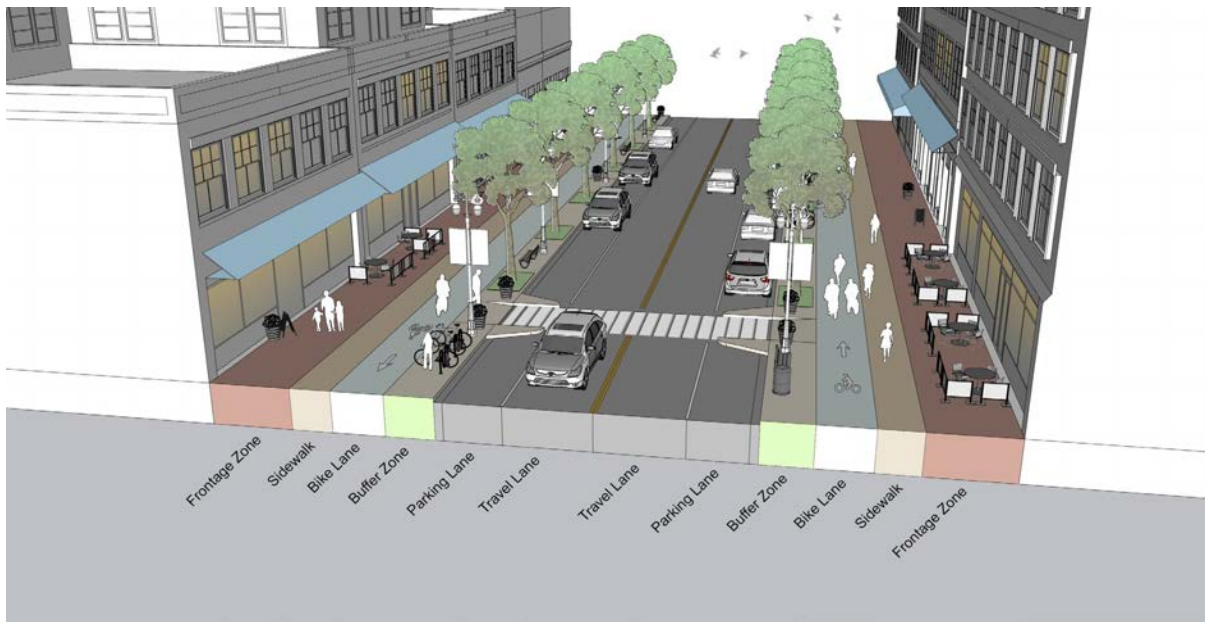 Frontage Zone
Sidewalk
Bike Lane
Buffer Zone
Parking Lane
Travel Lane
Travel Lane
Parking Lane
Buffer Zone
Bike Lane
Sidewalk
Frontage Zone